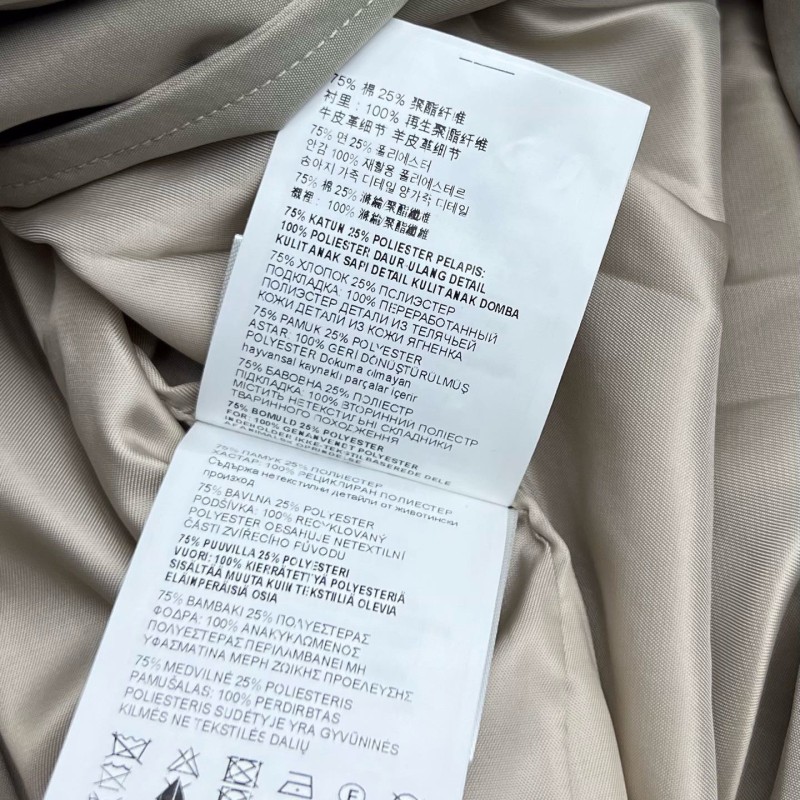 75% 棉 25% 聚酯纤维
衬里：100% 再生聚酯纤维
牛皮革细节 羊皮革细节
75% 면 25% 폴리에스터
안감 100% 재활용 폴리에스테르
송아지 가죽 디테일 양가죽 디테일
75% 棉 25% 滌綸聚酯纖維
襯裡：100% 滌綸聚酯纖維
75% KATUN 25% POLIESTER PELAPIS:
100% POLIESTER DAUR ULANG DETAIL
KULIT ANAK SAPI DETAIL KULIT ANAK DOMBA
75% ХЛОПОК 25% ПСЛИЭСТЕР
ПОДКЛАДКА: 100% ПЕРЕРАБОТАННЫЙ
ПОЛИЭСТЕР ДЕТАЛИ ИЗ ТЕЛЯЧЬЕЙ
КОЖИ ДЕТАЛИ ИЗ КОЖИ ЯГНЕНКА
75% PAMUK 25% POLYESTER
ASTAR: 100% GERİ DÖNÜŞTÜRÜLMÜŞ
POLYESTER Dokuma olmayan
hayvansal kaynaklı parçalar içerir
75% БАВОВНА 25% ПОЛІЕСТР
ПІДКЛАДКА: 100% ВТОРИННИЙ ПОЛІЕСТР
МІСТИТЬ НЕТЕКСТИЛЬНІ СКЛАДНИКИ
ТВАРИННОГО ПОХОДЖЕННЯ
75% BOMULD 25% POLYESTER
FOR: 100% GENANVENDT POLYESTER
INDEHOLDER IKKE-TEKSTILBASEREDE DELE
75% ПАМУК 25% ПОЛИЕСТЕР
ХАСТАР: 100% РЕЦИКЛИРАН ПОЛИЕСТЕР
Съдържа нетекстилни детайли от животински
произход
75% BAVLNA 25% POLYESTER
PODŠÍVKA: 100% RECYKLOVANÝ
POLYESTER OBSAHUJE NETEXTILNÍ
ČÁSTI ZVÍŘECÍHO PŮVODU
75% PUUVILLA 25% POLYESTERI
VUORI: 100% KIERRÄTETTYÄ POLYESTERIÄ
SISÄLTÄÄ MUUTA KUIN TEKSTIILIÄ OLEVIA
ELÄINPERÄISIÄ OSIA
75% ΒΑΜΒΑΚΙ 25% ΠΟΛΥΕΣΤΕΡΑΣ
ΦΟΔΡΑ: 100% ΑΝΑΚΥΚΛΩΜΕΝΟΣ
ΠΟΛΥΕΣΤΕΡΑΣ ΠΕΡΙΛΑΜΒΑΝΕΙ ΜΗ
ΥΦΑΣΜΑΤΙΝΑ ΜΕΡΗ ΖΩΙΚΗΣ ΠΡΟΕΛΕΥΣΗΣ
75% MEDVILNĖ 25% POLIESTERIS
PAMUŠALAS: 100% PERDIRBTAS
POLIESTERIS SUDĖTYJE YRA GYVŪNINĖS
KILMĖS NE TEKSTILĖS DALIŲ